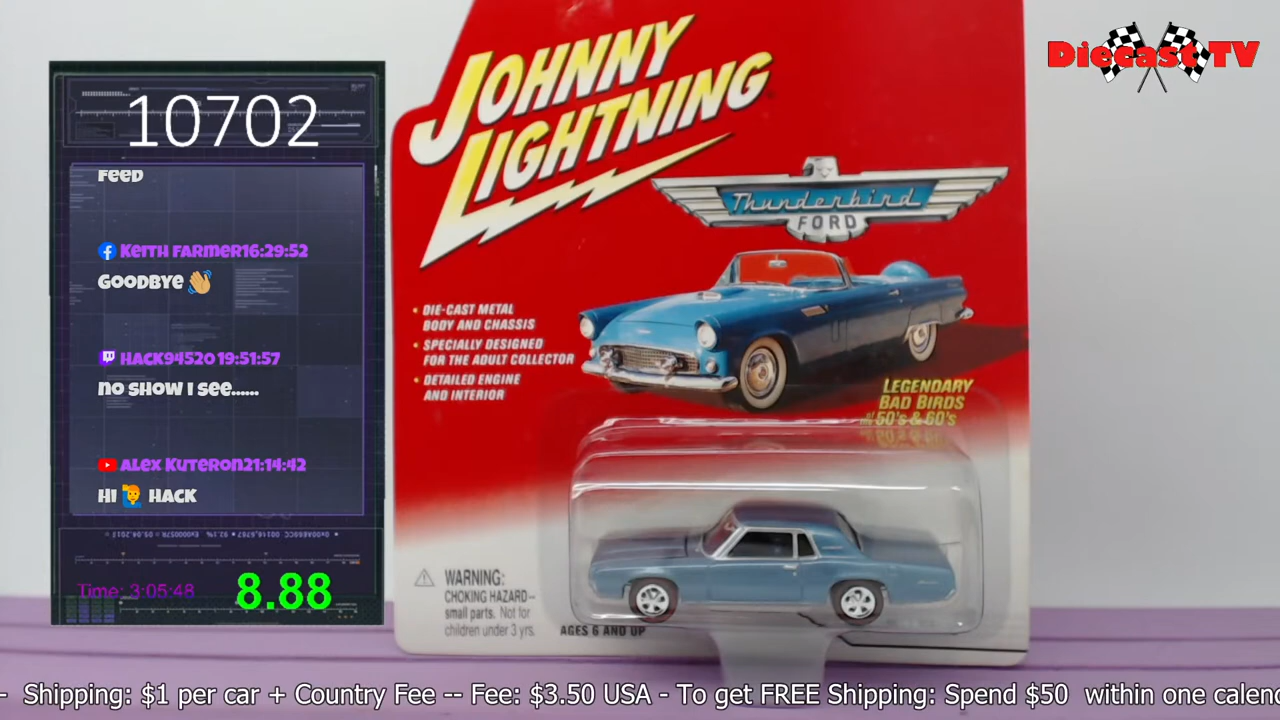 Diecast TV
10702
FEED
Keith Farmer16:29:52
Goodbye 👋🏼
Hack94520 19:51:57
no show I see......
Alex Kuteron21:14:42
HI 🙋 HACK
Time: 3:05:48
8.88
JOHNNY
LIGHTNING
Thunderbird
FORD
• DIE-CAST METAL
BODY AND CHASSIS
• SPECIALLY DESIGNED
FOR THE ADULT COLLECTOR
• DETAILED ENGINE
AND INTERIOR
LEGENDARY
BAD BIRDS
of the 50's & 60's
WARNING:
CHOKING HAZARD–
small parts. Not for
children under 3 yrs.
AGES 6 AND UP
- Shipping: $1 per car + Country Fee -- Fee: $3.50 USA - To get FREE Shipping: Spend $50 within one calen